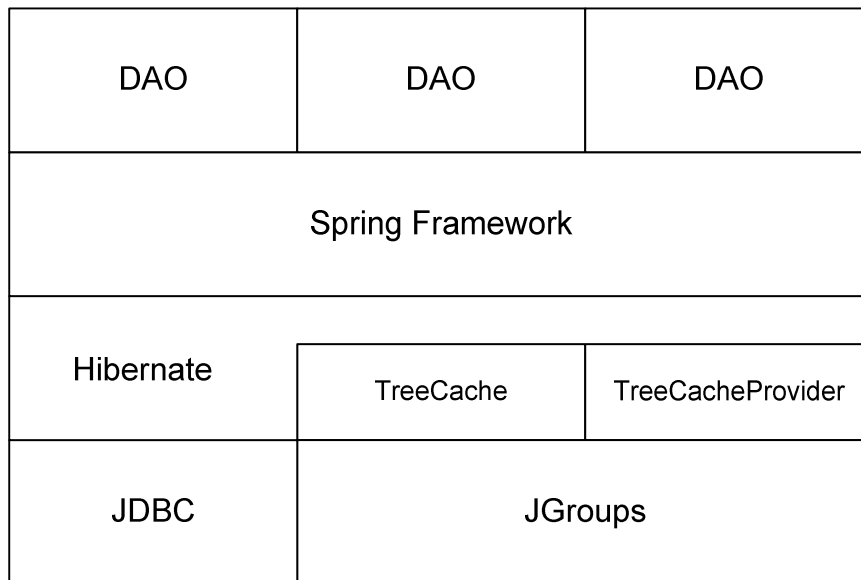 DAO
DAO
DAO
Spring Framework
Hibernate
TreeCache
TreeCacheProvider
JDBC
JGroups